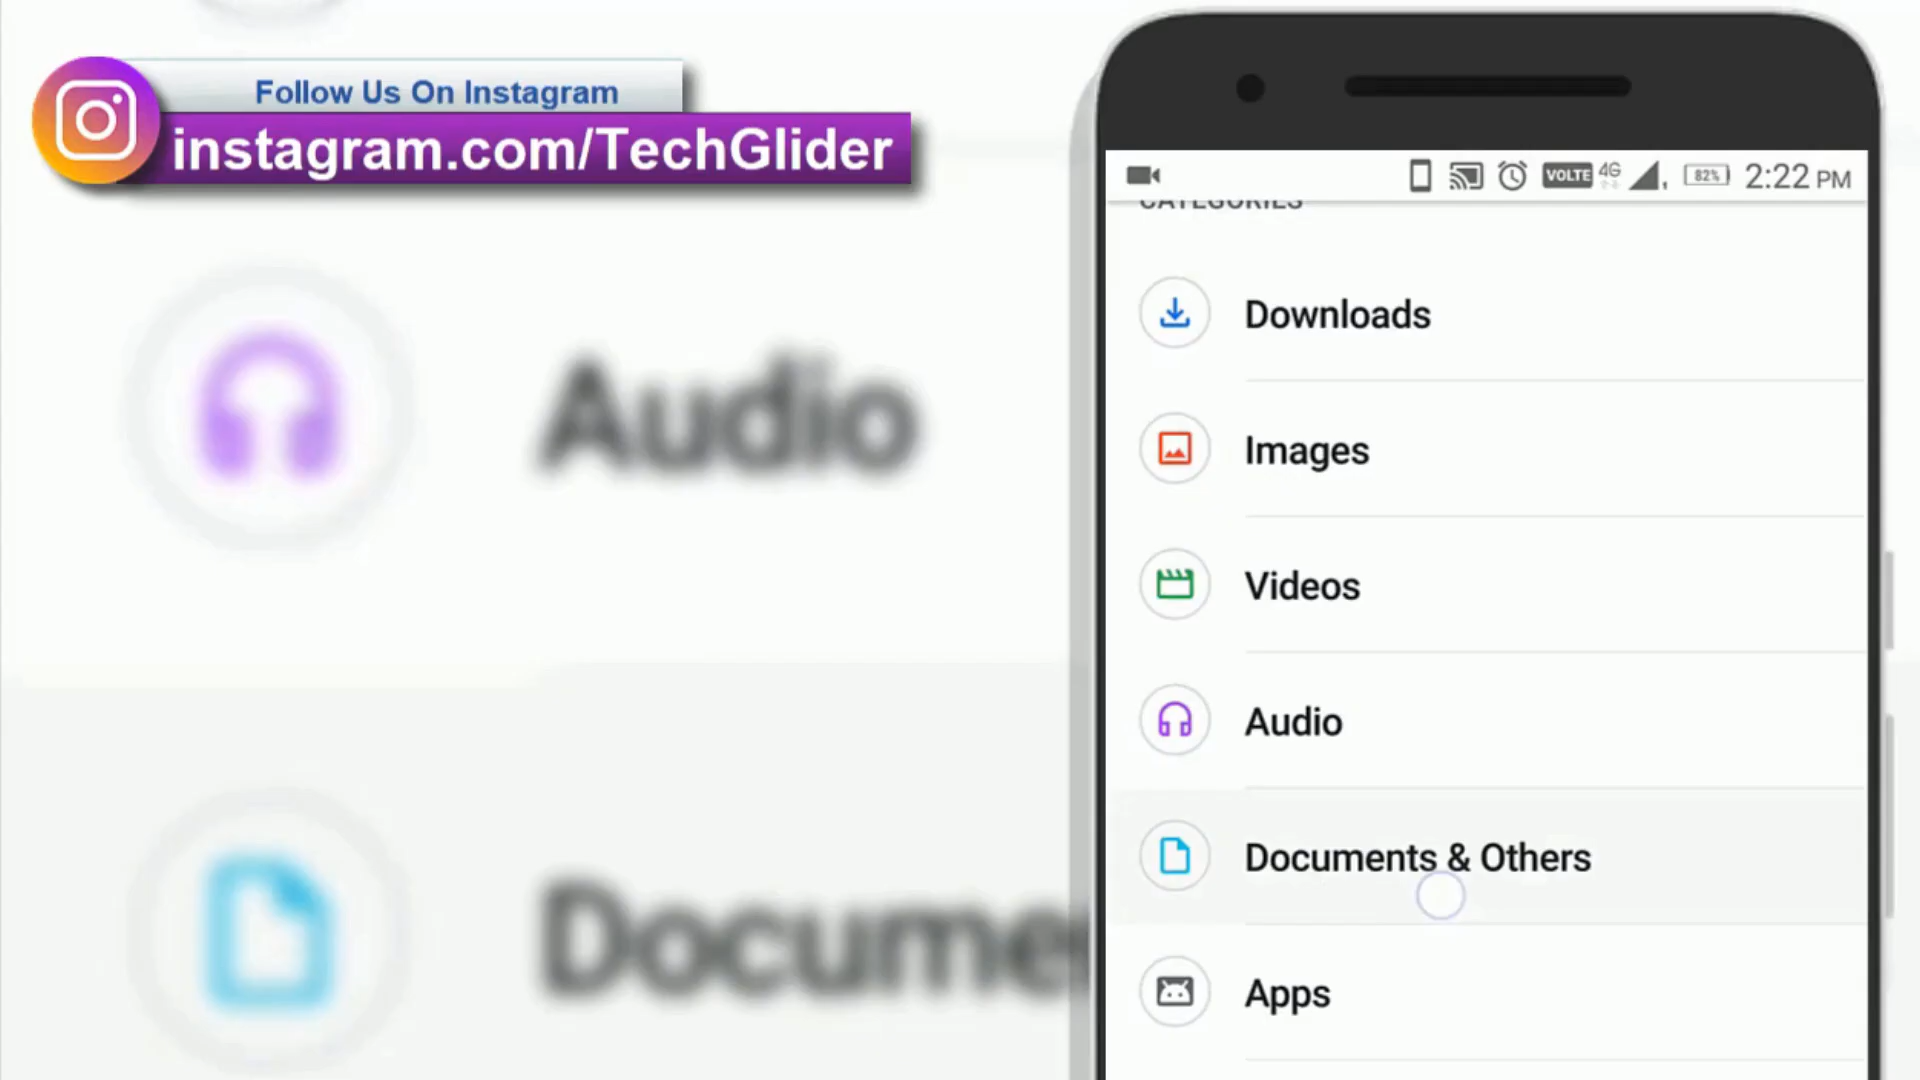 Follow Us On Instagram
instagram.com/TechGlider
VOLTE 4G 82% 2:22 PM
CATEGORIES
Downloads
Images
Videos
Audio
Documents & Others
Apps
Audio
Docume